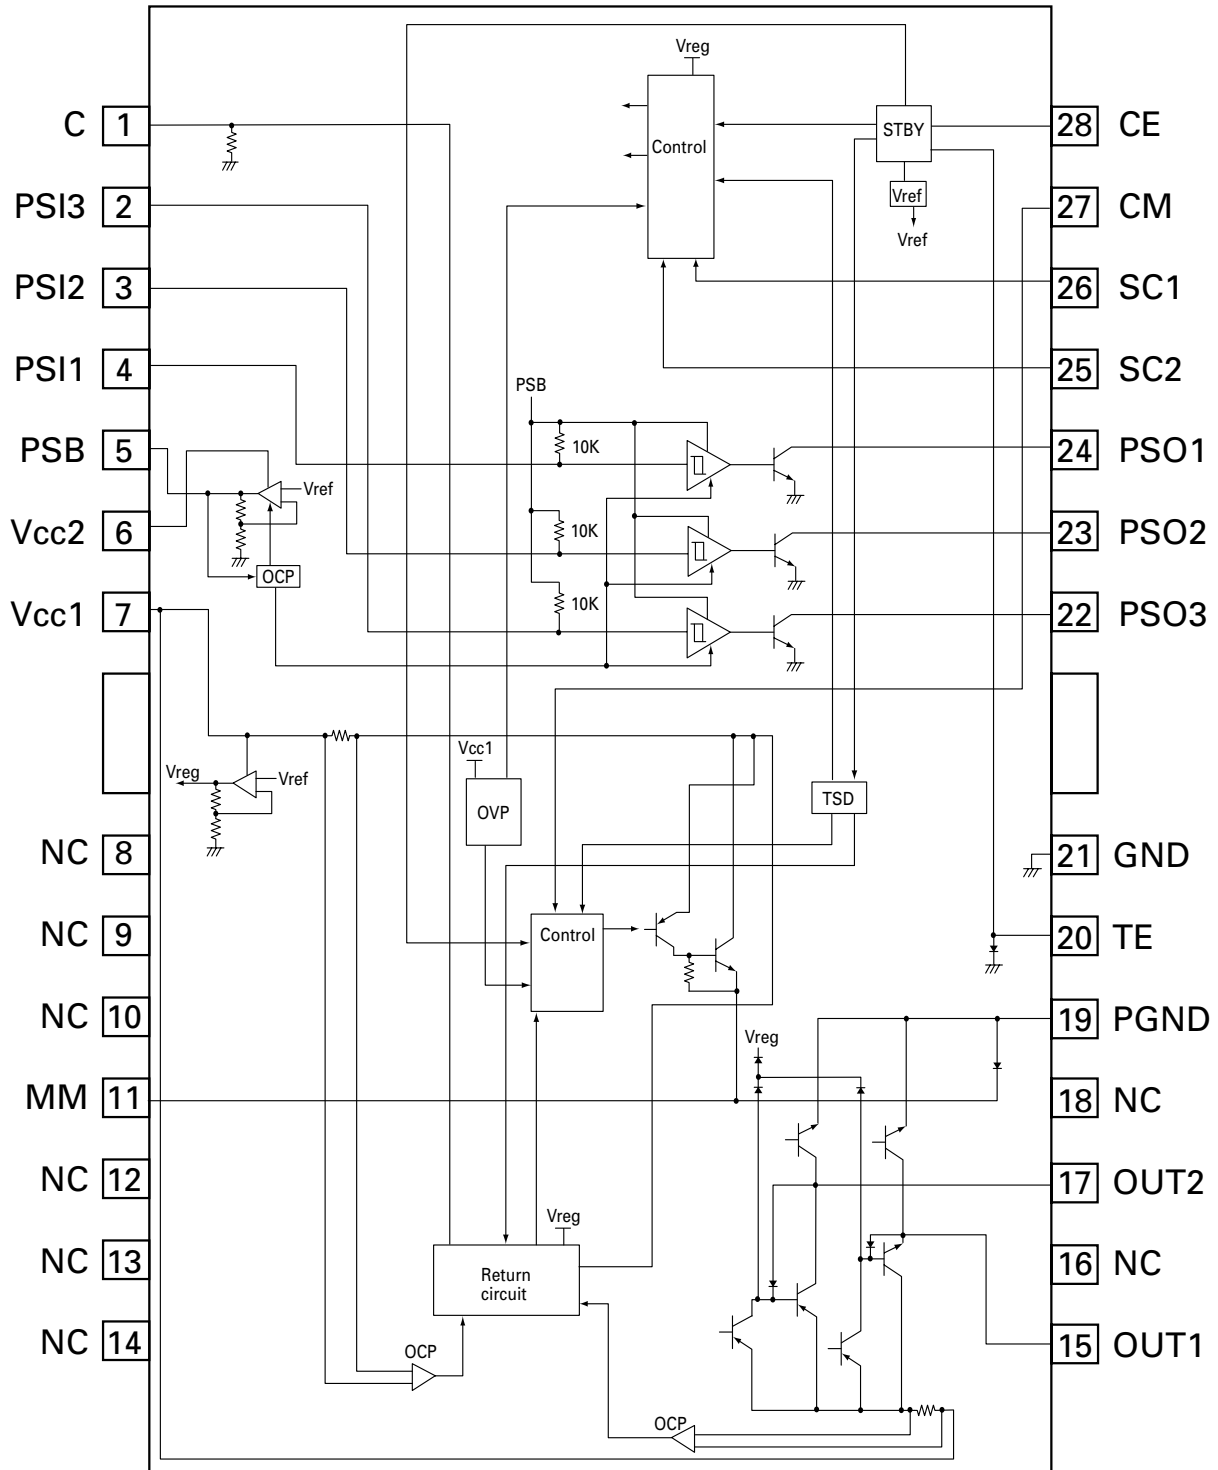 Vreg
C 1
Control
STBY
28 CE
PSI3 2
Vref
27 CM
Vref
PSI2 3
26 SC1
PSI1 4
25 SC2
PSB
PSB 5
10K
24 PSO1
Vref
Vcc2 6
10K
23 PSO2
OCP
Vcc1 7
10K
22 PSO3
Vcc1
Vreg
Vref
OVP
TSD
NC 8
21 GND
NC 9
Control
20 TE
NC 10
19 PGND
Vreg
MM 11
18 NC
NC 12
17 OUT2
Vreg
NC 13
Return
circuit
16 NC
NC 14
OCP
15 OUT1
OCP